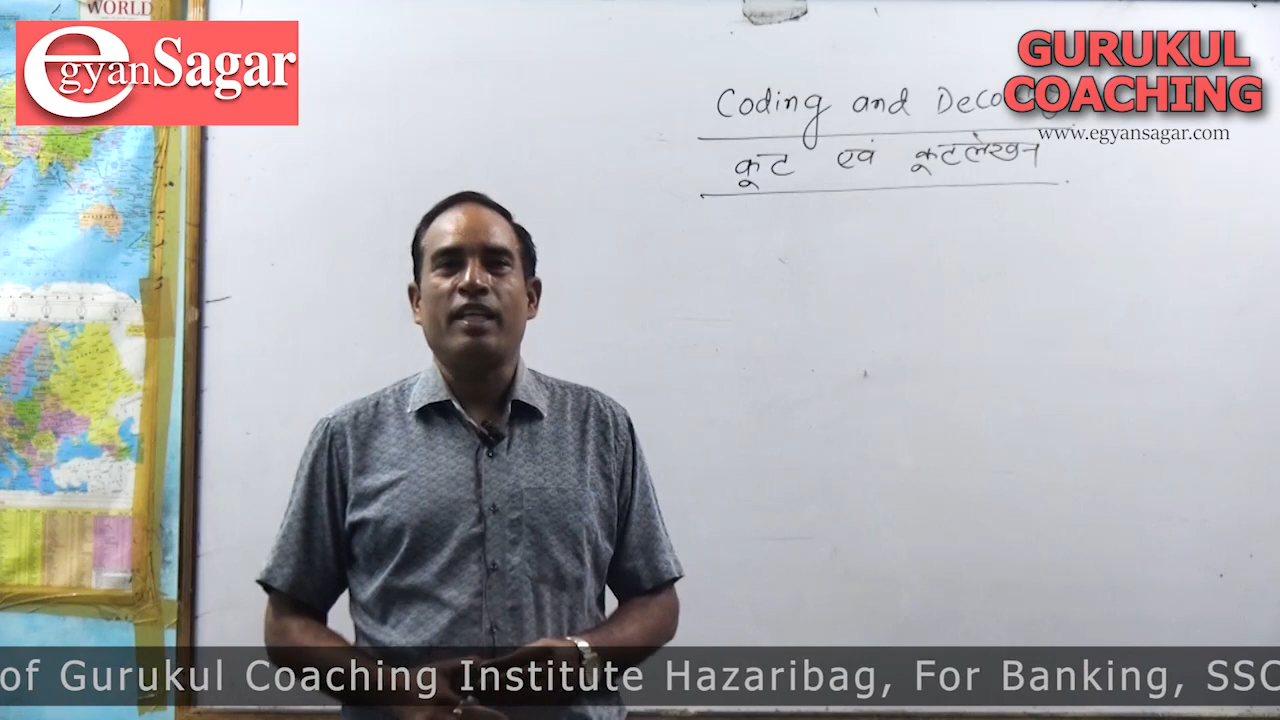 WORLD
egyanSagar
GURUKUL
COACHING
www.egyansagar.com
Coding and Deco
कूट एवं कूटलेखन
of Gurukul Coaching Institute Hazaribag, For Banking, SSC